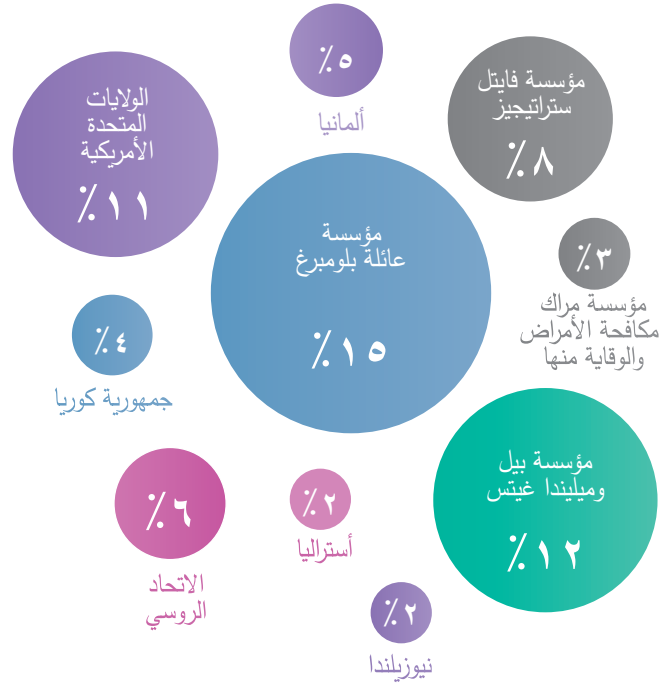 ٪٥
ألمانيا
مؤسسة فايتل
ستراتيجيز
٪٨
الولايات
المتحدة
الأمريكية
٪١١
مؤسسة
عائلة بلومبرغ
٪١٥
٪٣
مؤسسة مراك
مكافحة الأمراض
والوقاية منها
٪٤
جمهورية كوريا
مؤسسة بيل
وميليندا غيتس
٪١٢
٪٦
الاتحاد
الروسي
٪٢
أستراليا
٪٢
نيوزيلندا